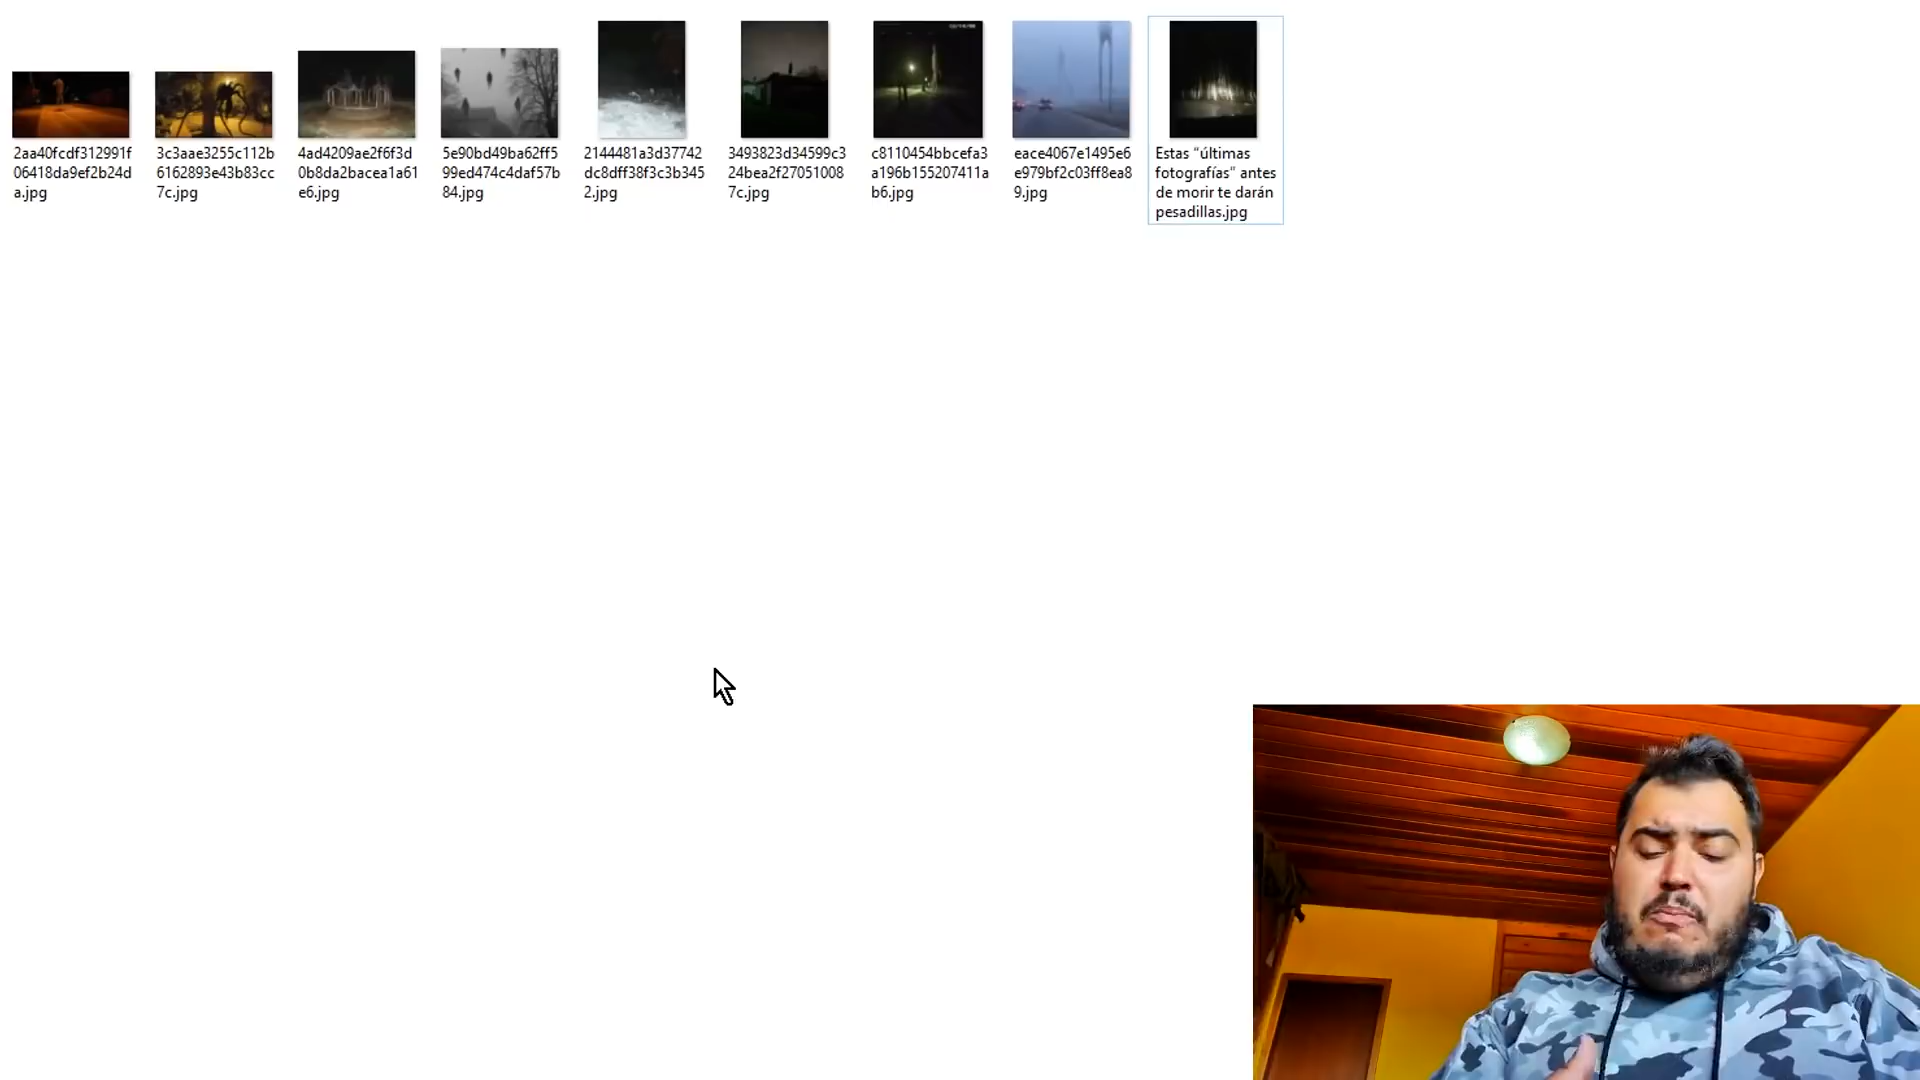 2aa40fcdf312991f
06418da9ef2b24d
a.jpg
3c3aae3255c112b
6162893e43b83cc
7c.jpg
4ad4209ae2f6f3d
0b8da2bacea1a61
e6.jpg
5e90bd49ba62ff5
99ed474c4daf57b
84.jpg
2144481a3d37742
dc8dff38f3c3b345
2.jpg
3493823d34599c3
24bea2f27051008
7c.jpg
c8110454bbcefa3
a196b155207411a
b6.jpg
eace4067e1495e6
e979bf2c03ff8ea8
9.jpg
Estas “últimas
fotografías” antes
de morir te darán
pesadillas.jpg